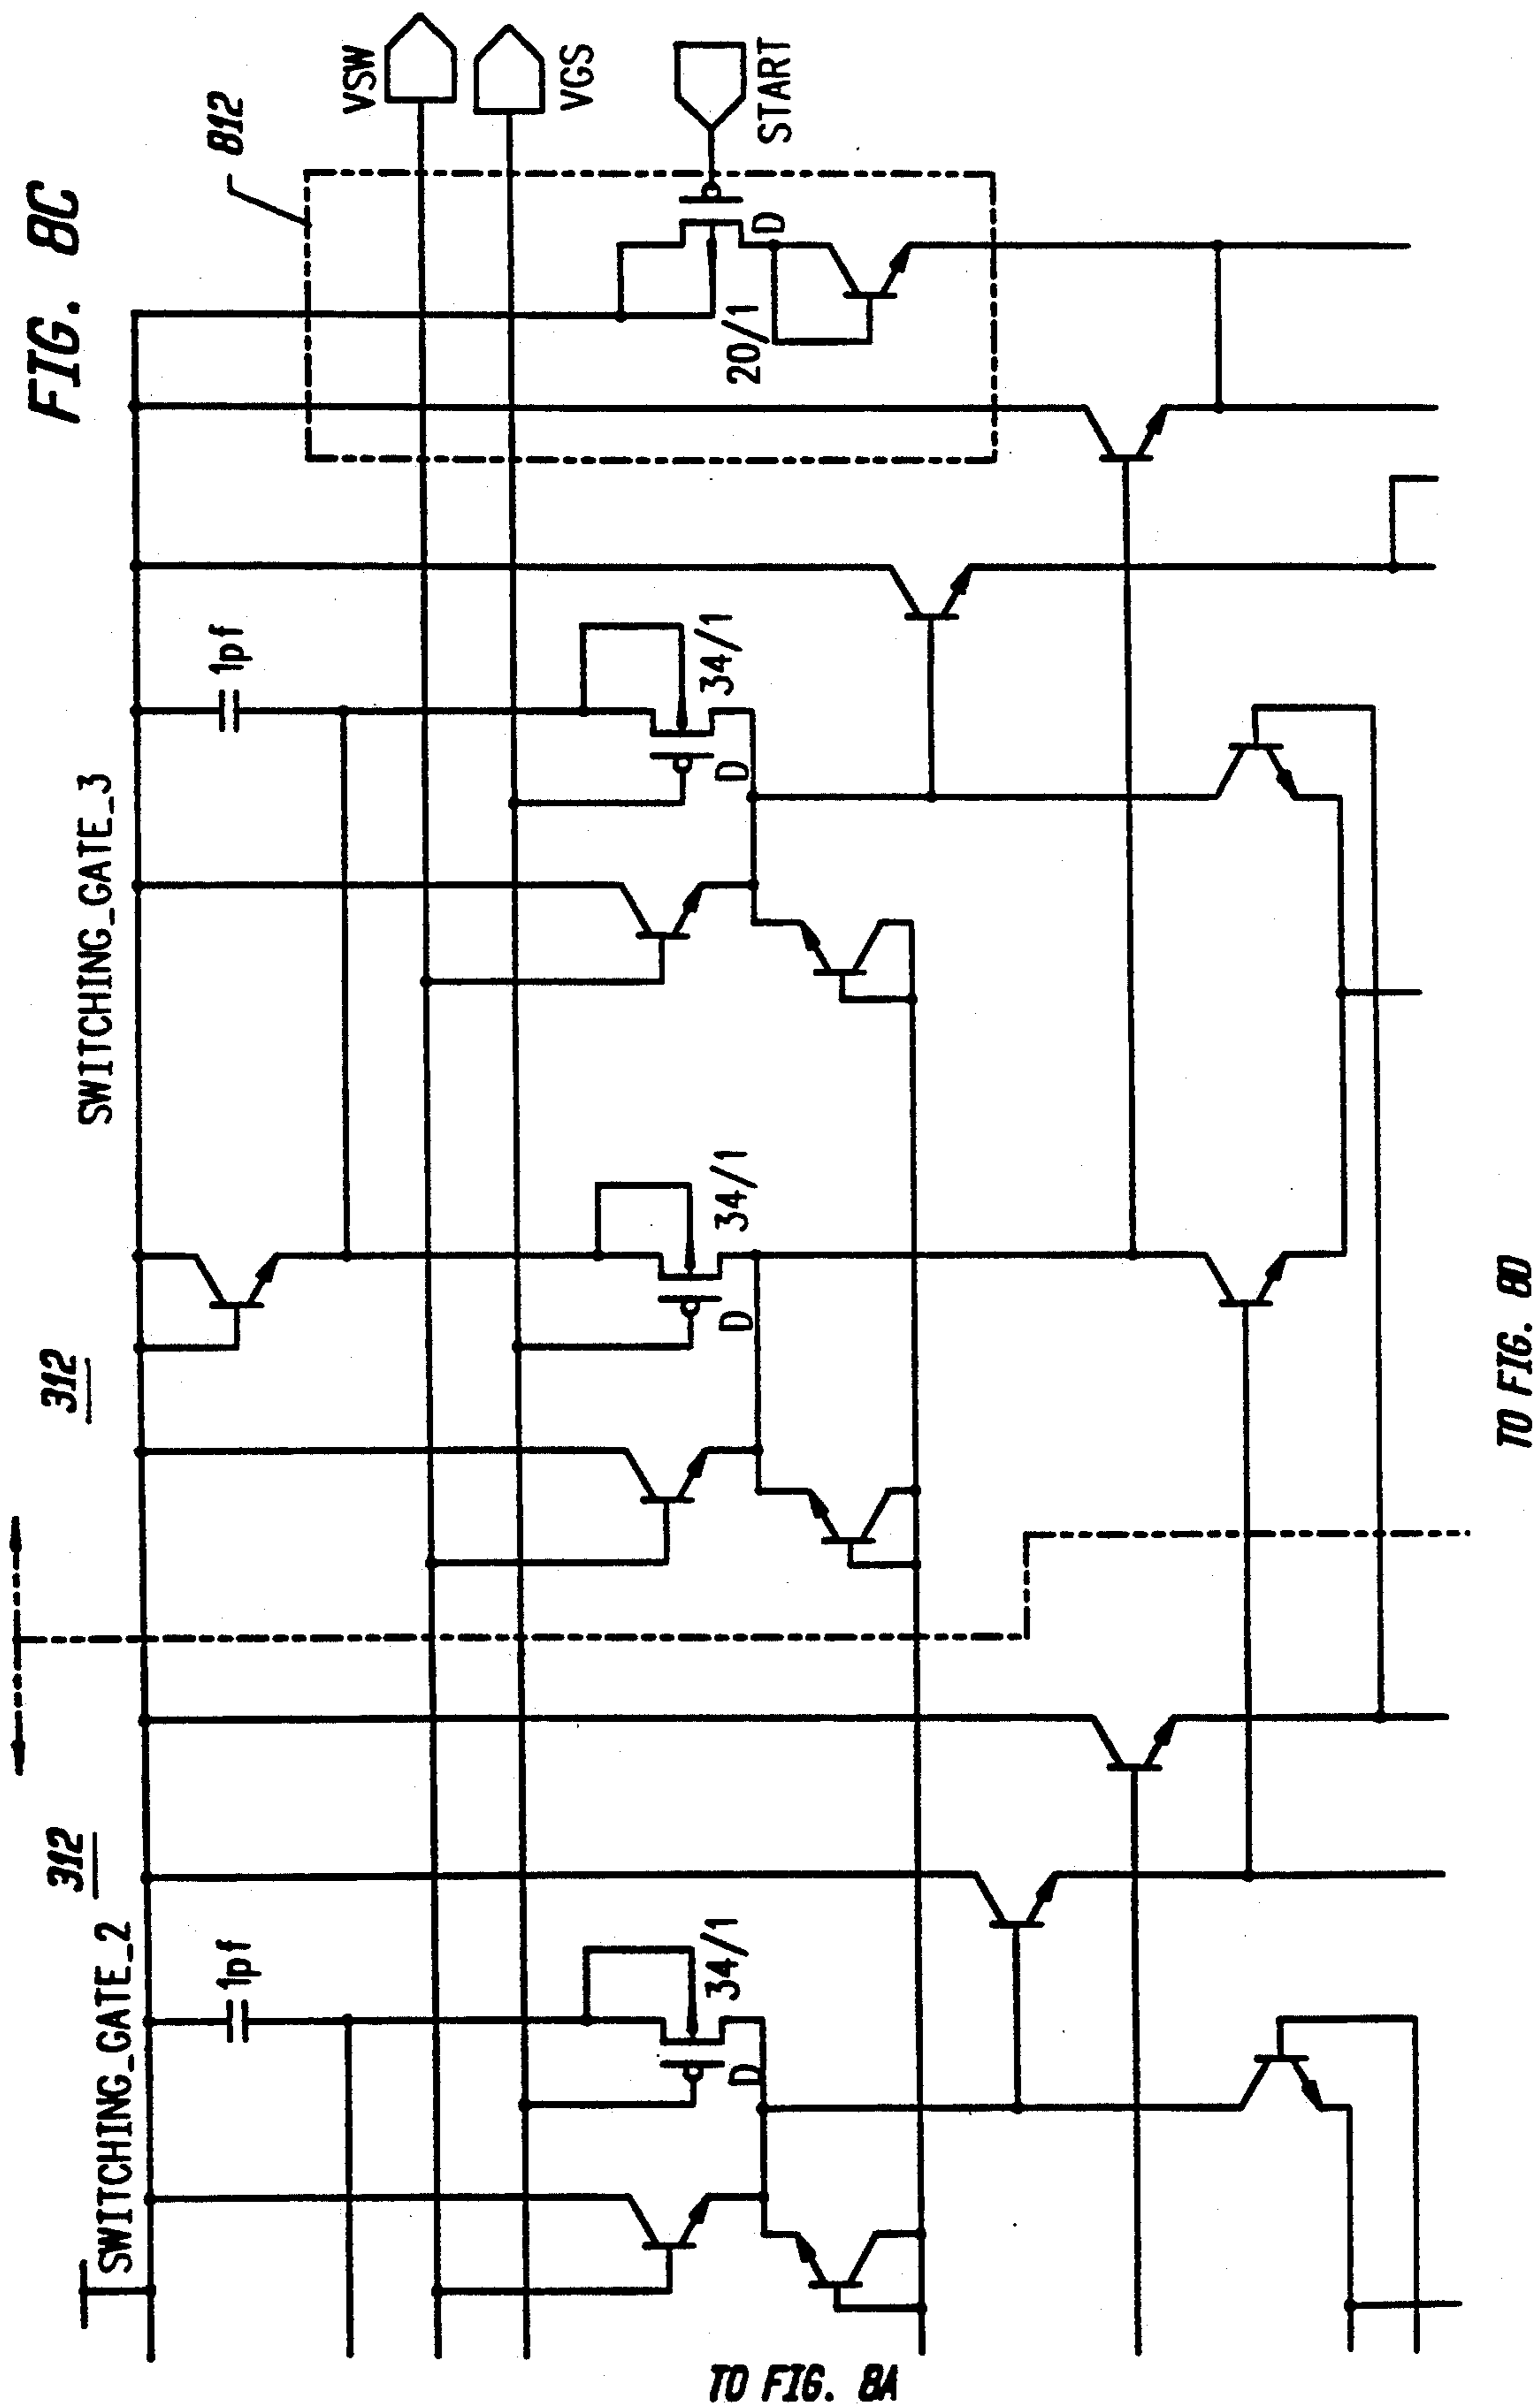 FIG. 8C
812
VSW
VGS
START
D
20/1
SWITCHING_GATE_3
1pf
34/1
D
312
34/1
D
312
SWITCHING_GATE_2
1pf
34/1
D
TO FIG. 8A
TO FIG. 8D